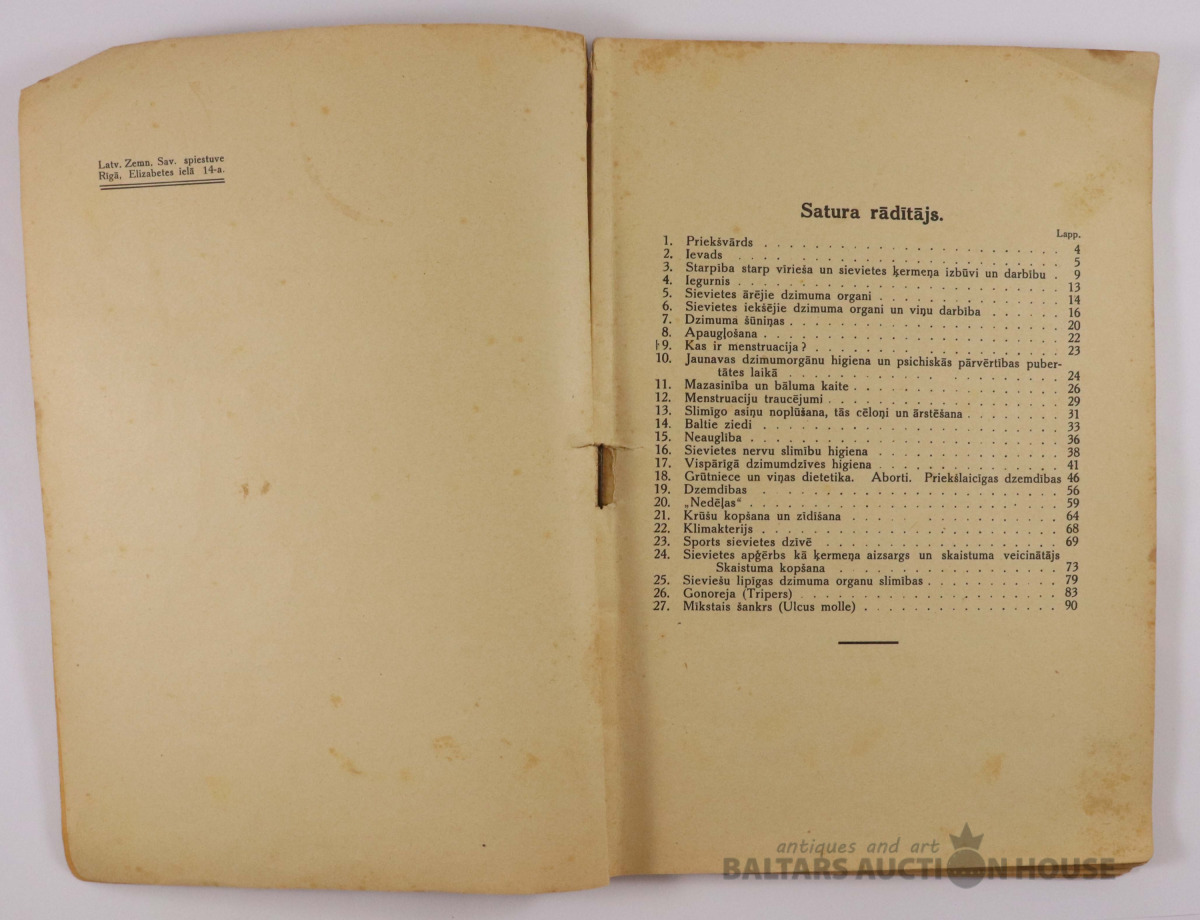 Latv. Zemn. Sav. spiestuve
Rīgā, Elizabetes ielā 14-a.
Satura rādītājs.
Lapp.
1. Priekšvārds . . . . . . . . . . . . . . . . . . . . . . . 4
2. Ievads . . . . . . . . . . . . . . . . . . . . . . . . 5
3. Starpība starp vīrieša un sievietes ķermeņa izbūvi un darbību . 9
4. Iegurnis . . . . . . . . . . . . . . . . . . . . . . . 13
5. Sievietes ārējie dzimuma organi . . . . . . . . . . . . . 14
6. Sievietes iekšējie dzimuma organi un viņu darbība . . . . . . 16
7. Dzimuma šūniņas . . . . . . . . . . . . . . . . . . . . 20
8. Apaugļošana . . . . . . . . . . . . . . . . . . . . . . 22
9. Kas ir menstruacija? . . . . . . . . . . . . . . . . . . 23
10. Jaunavas dzimumorgānu higiena un psichiskās pārvērtības puber-
tātes laikā . . . . . . . . . . . . . . . . . . . . 24
11. Mazasinība un bāluma kaite . . . . . . . . . . . . . . . 26
12. Menstruaciju traucējumi . . . . . . . . . . . . . . . . . 29
13. Slimīgo asiņu noplūšana, tās cēloņi un ārstēšana . . . . . . . 31
14. Baltie ziedi . . . . . . . . . . . . . . . . . . . . . . 33
15. Neauglība . . . . . . . . . . . . . . . . . . . . . . . 36
16. Sievietes nervu slimību higiena . . . . . . . . . . . . . . 38
17. Vispārīgā dzimumdzīves higiena . . . . . . . . . . . . . . 41
18. Grūtniece un viņas dietetika. Aborti. Priekšlaicīgas dzemdības 46
19. Dzemdības . . . . . . . . . . . . . . . . . . . . . . 56
20. „Nedēļas“ . . . . . . . . . . . . . . . . . . . . . . . 59
21. Krūšu kopšana un zīdīšana . . . . . . . . . . . . . . . . 64
22. Klimakterijs . . . . . . . . . . . . . . . . . . . . . . 68
23. Sports sievietes dzīvē . . . . . . . . . . . . . . . . . . 69
24. Sievietes apģērbs kā ķermeņa aizsargs un skaistuma veicinātājs
Skaistuma kopšana . . . . . . . . . . . . . . . . . 73
25. Sieviešu lipīgas dzimuma organu slimības . . . . . . . . . . 79
26. Gonoreja (Tripers) . . . . . . . . . . . . . . . . . . . . 83
27. Mīkstais šankrs (Ulcus molle) . . . . . . . . . . . . . . . 90
antiques and art
BALTARS AUCTION HOUSE